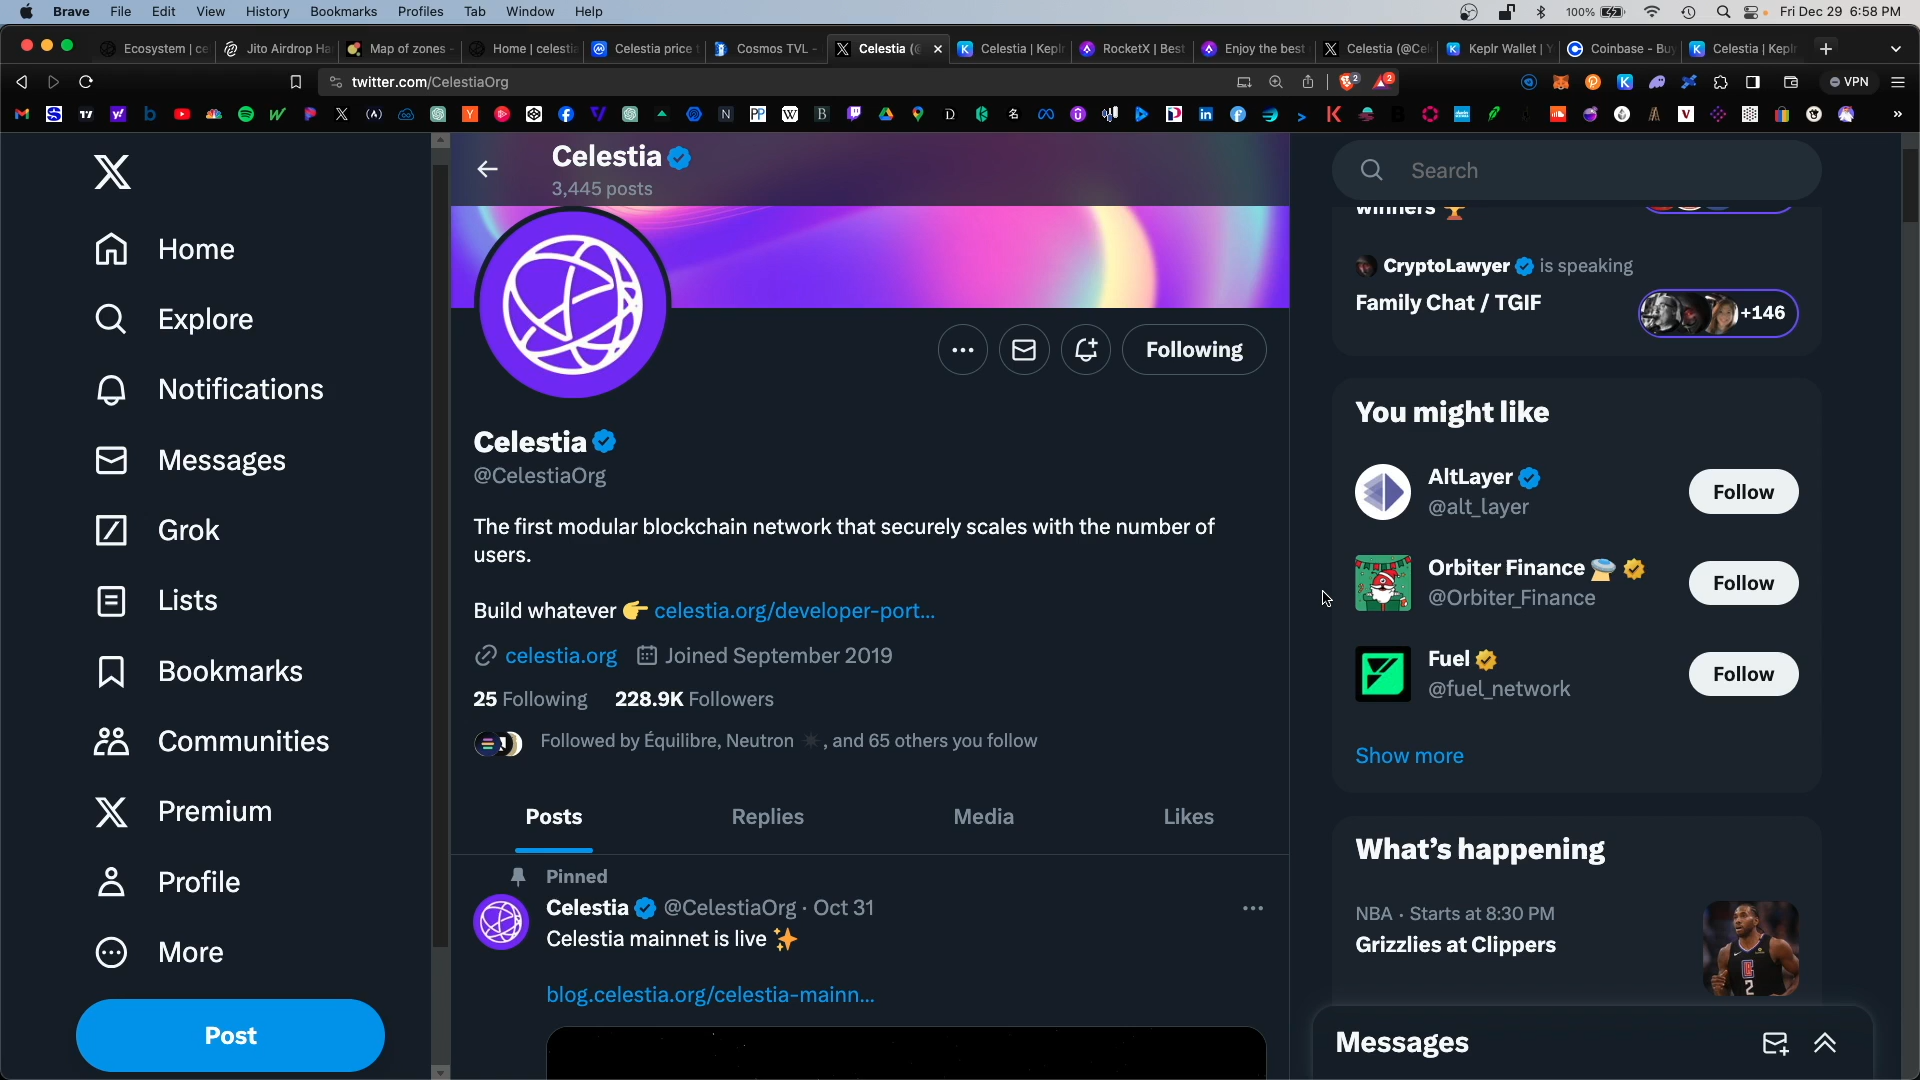 Brave File Edit View History Bookmarks Profiles Tab Window Help 100% Fri Dec 29 6:58 PM
Ecosystem | ce Jito Airdrop Ha Map of zones - Home | celestia Celestia price t Cosmos TVL - Celestia (@ Celestia | Keplr RocketX | Best Enjoy the best Celestia (@Cel Keplr Wallet | Y Coinbase - Buy Celestia | Keplr
twitter.com/CelestiaOrg 2 2 VPN
Celestia
3,445 posts
Search
Home
Explore
Notifications
Messages
Grok
Lists
Bookmarks
Communities
Premium
Profile
More
Post
Following
Celestia
@CelestiaOrg
The first modular blockchain network that securely scales with the number of
users.
Build whatever 👉 celestia.org/developer-port...
celestia.org Joined September 2019
25 Following 228.9K Followers
Followed by Équilibre, Neutron ✴, and 65 others you follow
Posts Replies Media Likes
Pinned
Celestia @CelestiaOrg · Oct 31
Celestia mainnet is live ✨
blog.celestia.org/celestia-mainn...
winners 🏆
CryptoLawyer is speaking
Family Chat / TGIF +146
You might like
AltLayer
@alt_layer
Follow
Orbiter Finance 🛸
@Orbiter_Finance
Follow
Fuel
@fuel_network
Follow
Show more
What's happening
NBA · Starts at 8:30 PM
Grizzlies at Clippers
Messages